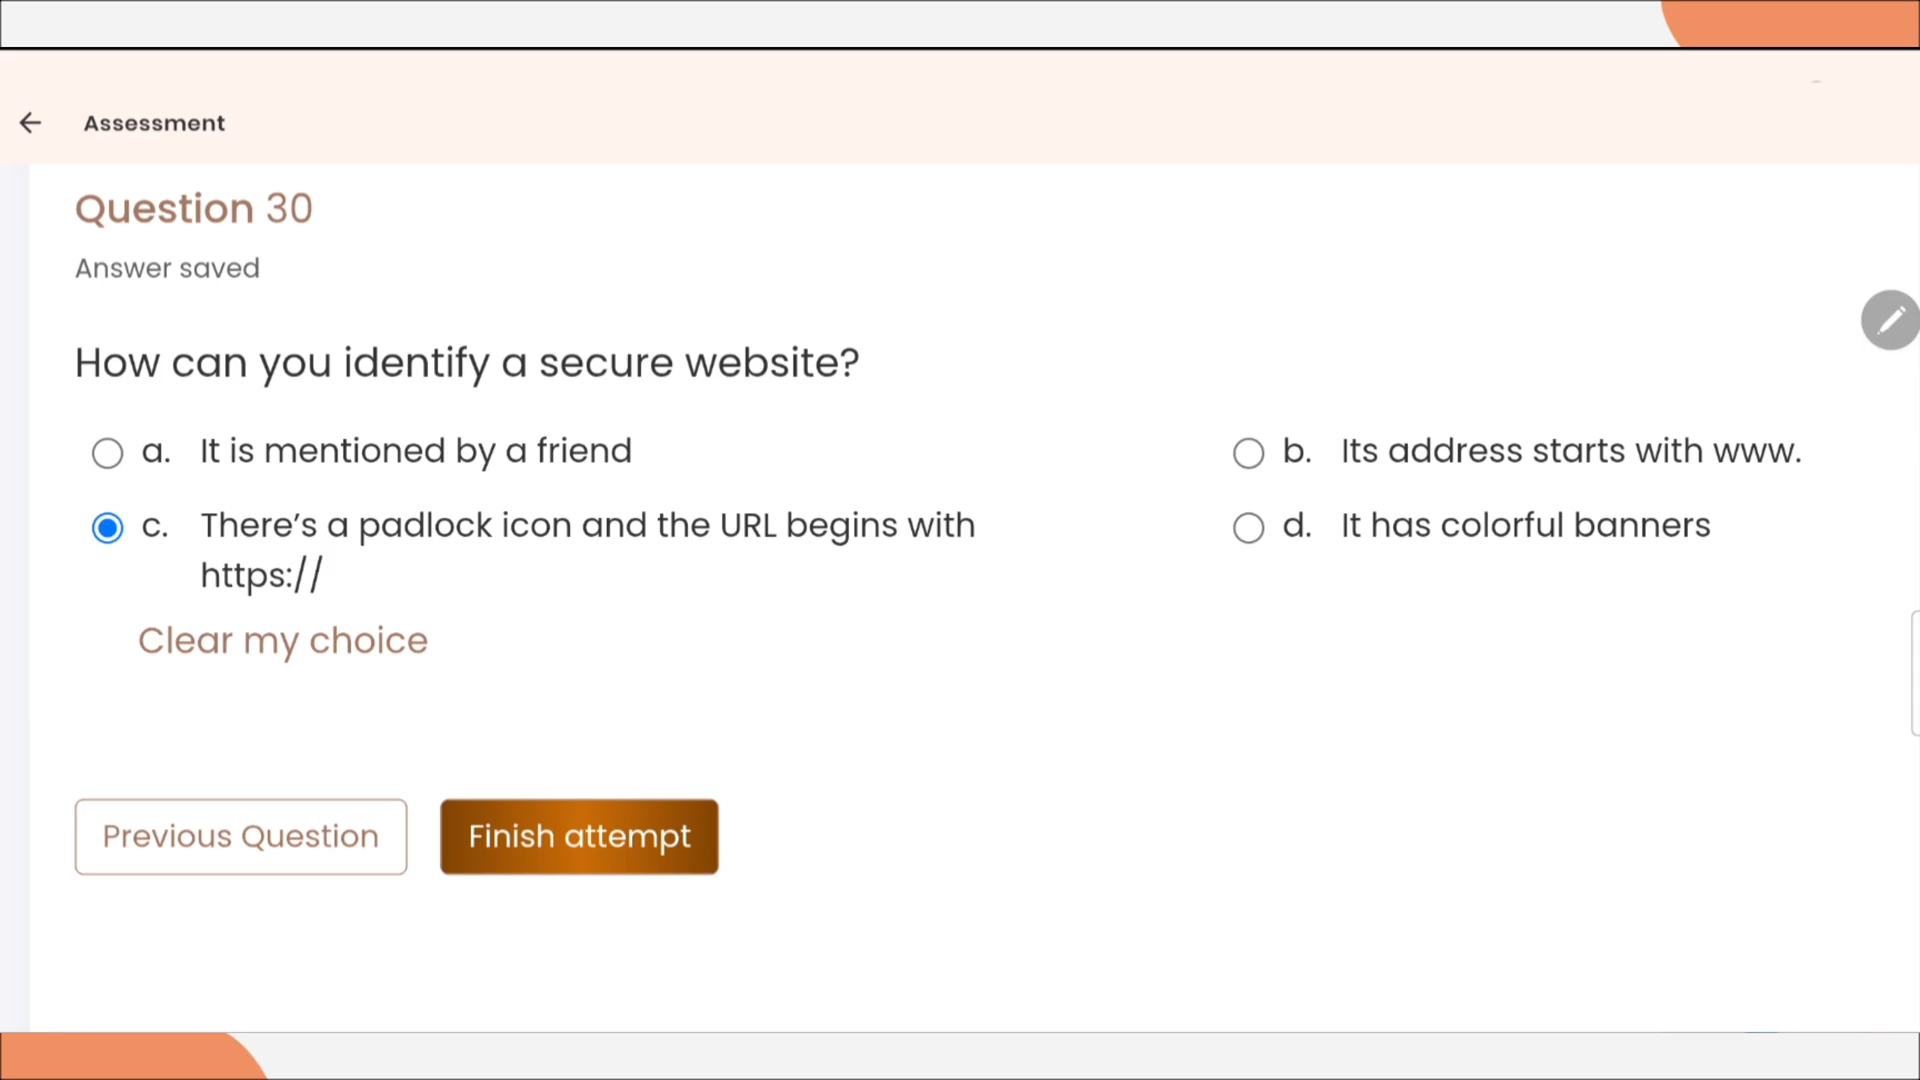 Assessment
Question 30
Answer saved
How can you identify a secure website?
a. It is mentioned by a friend
b. Its address starts with www.
c. There’s a padlock icon and the URL begins with
https://
d. It has colorful banners
Clear my choice
Previous Question
Finish attempt